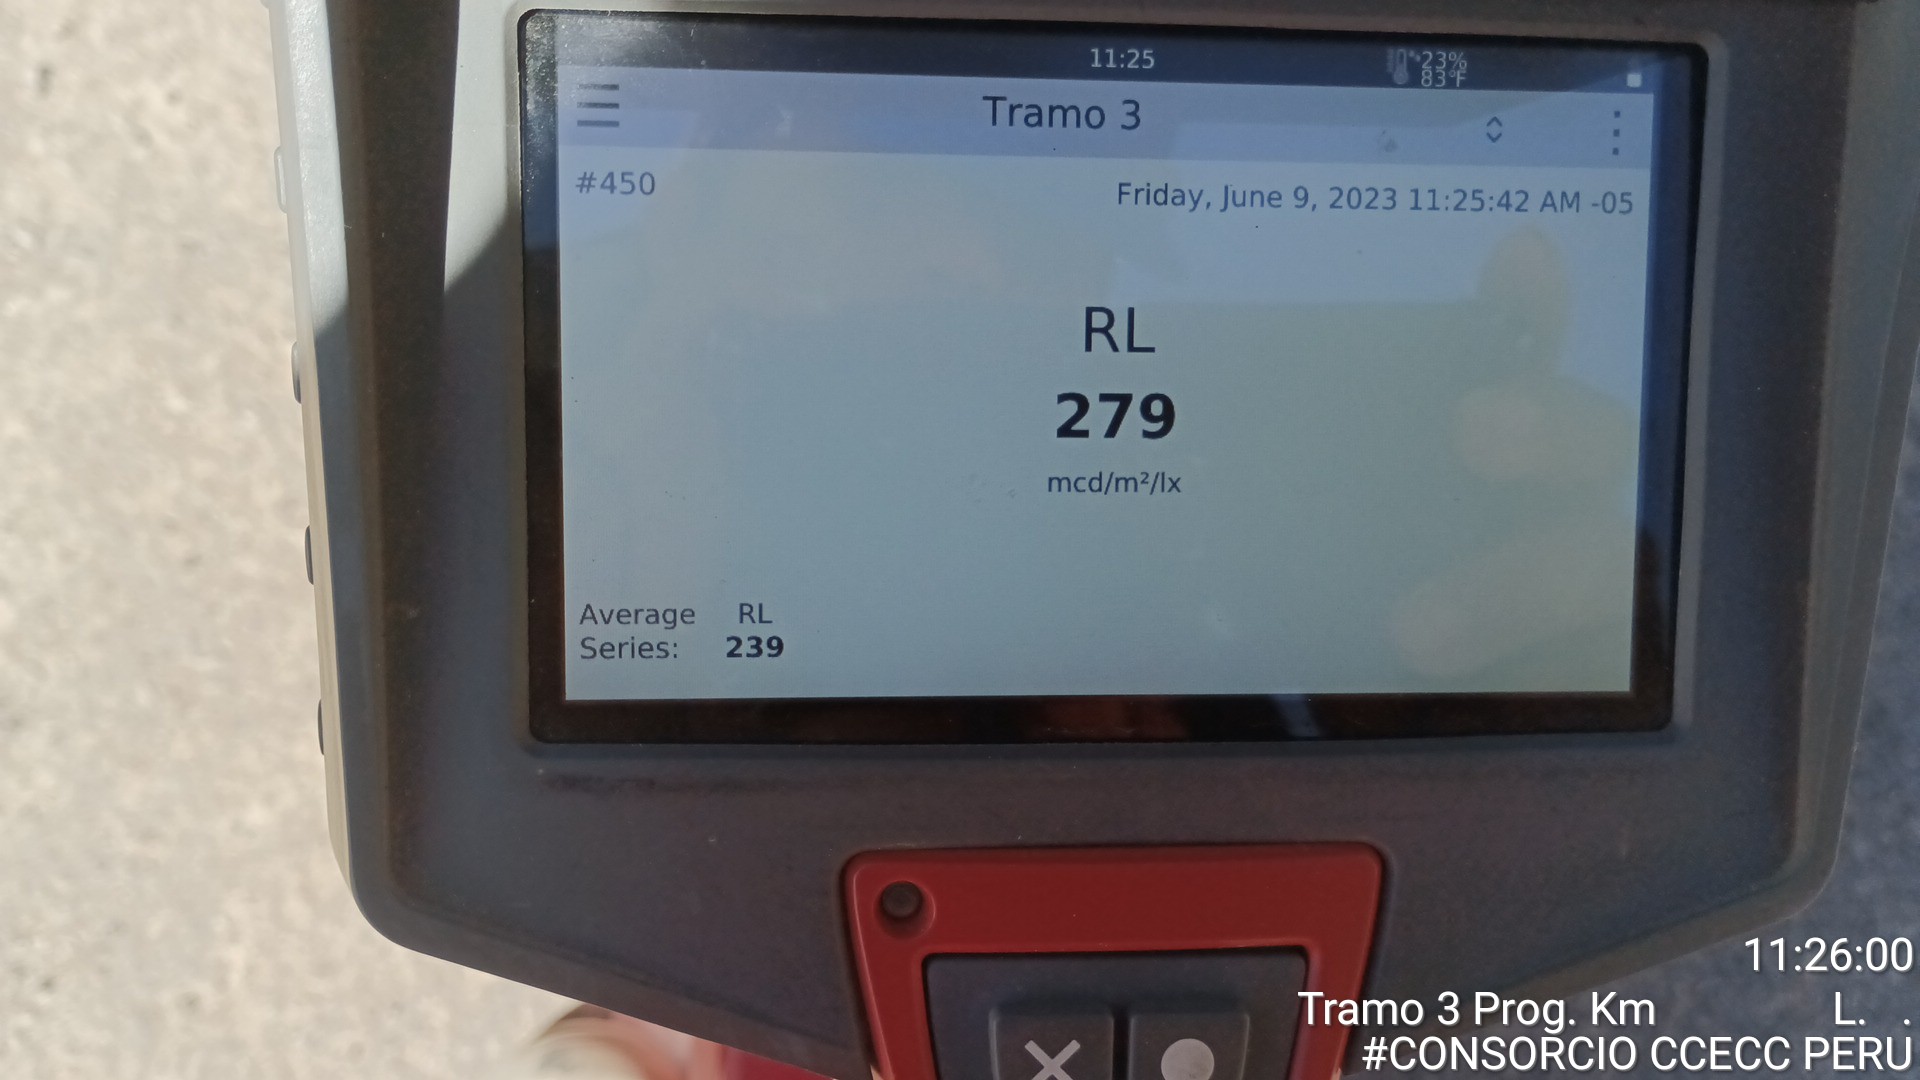 11:25
23%
83°F
Tramo 3
#450
Friday, June 9, 2023 11:25:42 AM -05
RL
279
mcd/m²/lx
Average RL
Series: 239
11:26:00
Tramo 3 Prog. Km L. .
#CONSORCIO CCECC PERU